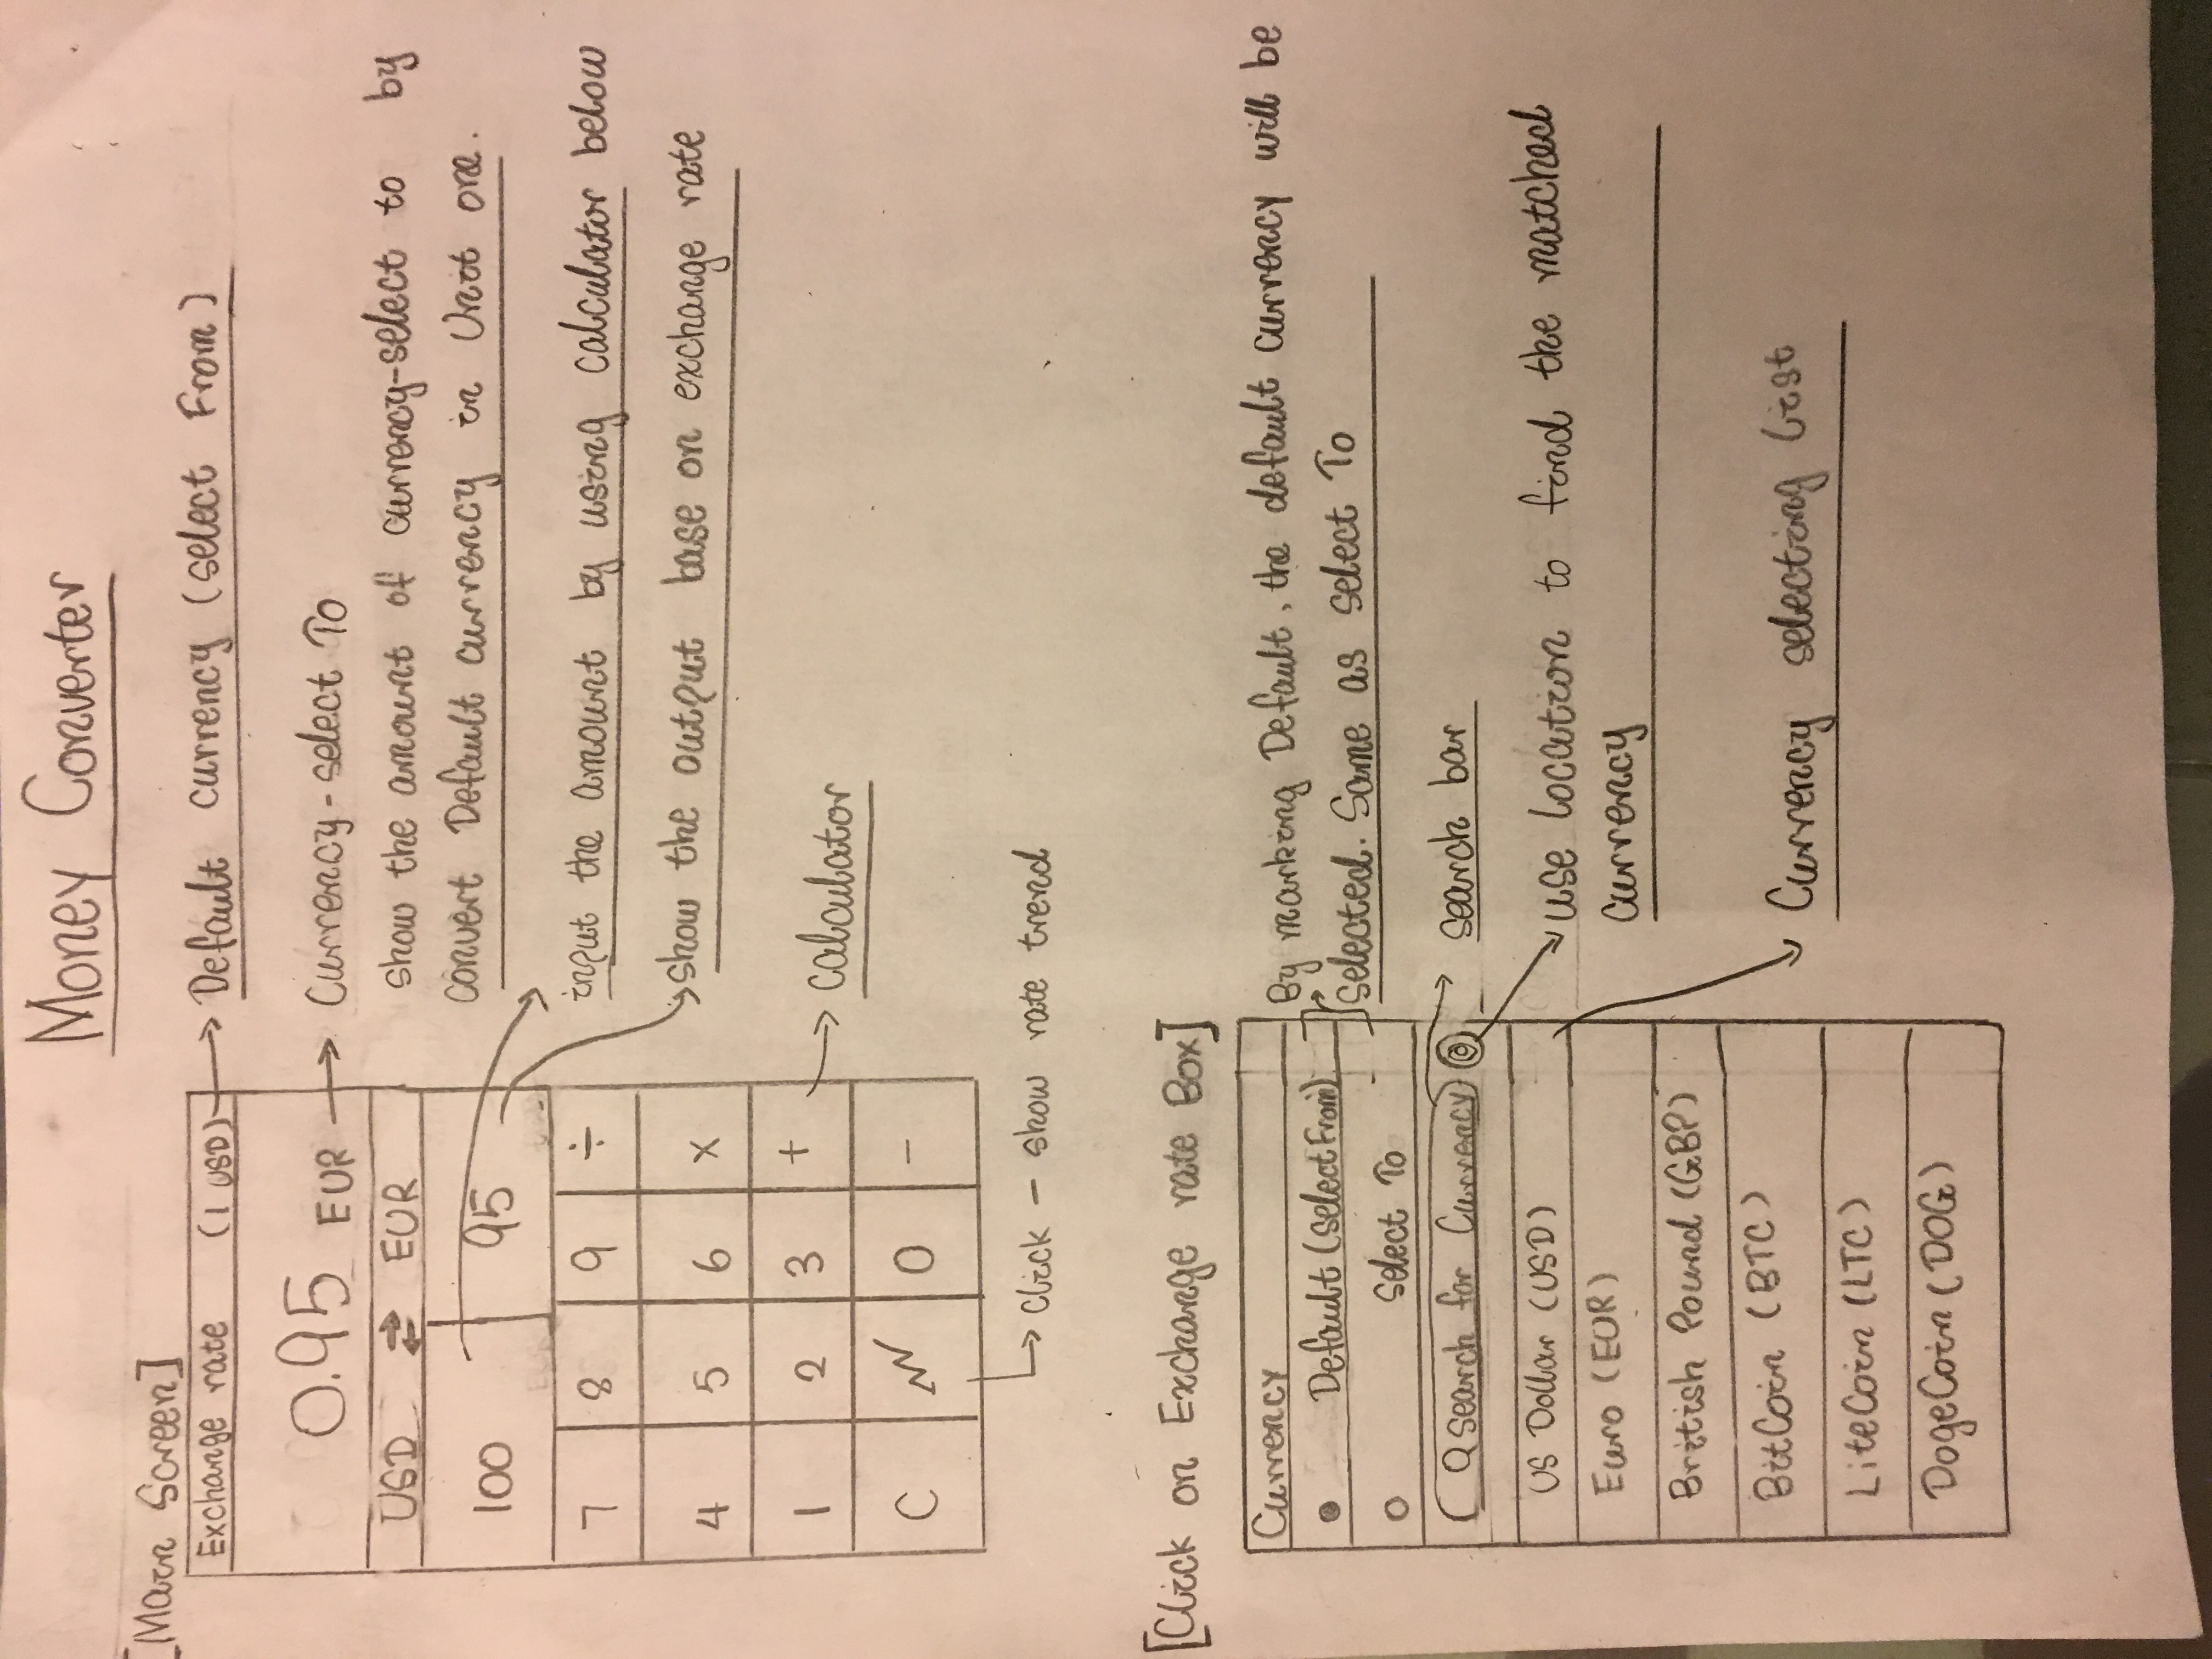 Money Converter
[Main Screen]
Exchange rate (1 USD)
Default currency (select From)
0.95 EUR
Currency-select To
show the amount of currency-select to by
convert Default currency in Unit one.
USD ⇄ EUR
100 95
input the amount by using calculator below
show the output base on exchange rate
7 8 9 ÷
4 5 6 x
1 2 3 +
Calculator
C 0 -
Click - show rate trend
[Click on Exchange rate Box]
Currency
Default (select From)
Select To
By marking Default, the default currency will be
selected. Same as select To
Search for Currency
search bar
use location to find the matched
currency
US Dollar (USD)
Euro (EUR)
British Pound (GBP)
BitCoin (BTC)
LiteCoin (LTC)
DogeCoin (DOG)
Currency selecting list